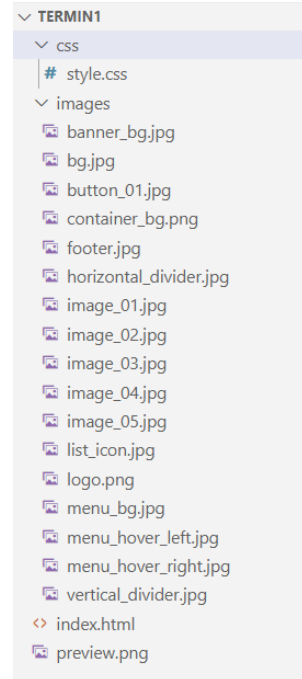 TERMIN1
css
# style.css
images
banner_bg.jpg
bg.jpg
button_01.jpg
container_bg.png
footer.jpg
horizontal_divider.jpg
image_01.jpg
image_02.jpg
image_03.jpg
image_04.jpg
image_05.jpg
list_icon.jpg
logo.png
menu_bg.jpg
menu_hover_left.jpg
menu_hover_right.jpg
vertical_divider.jpg
<> index.html
preview.png